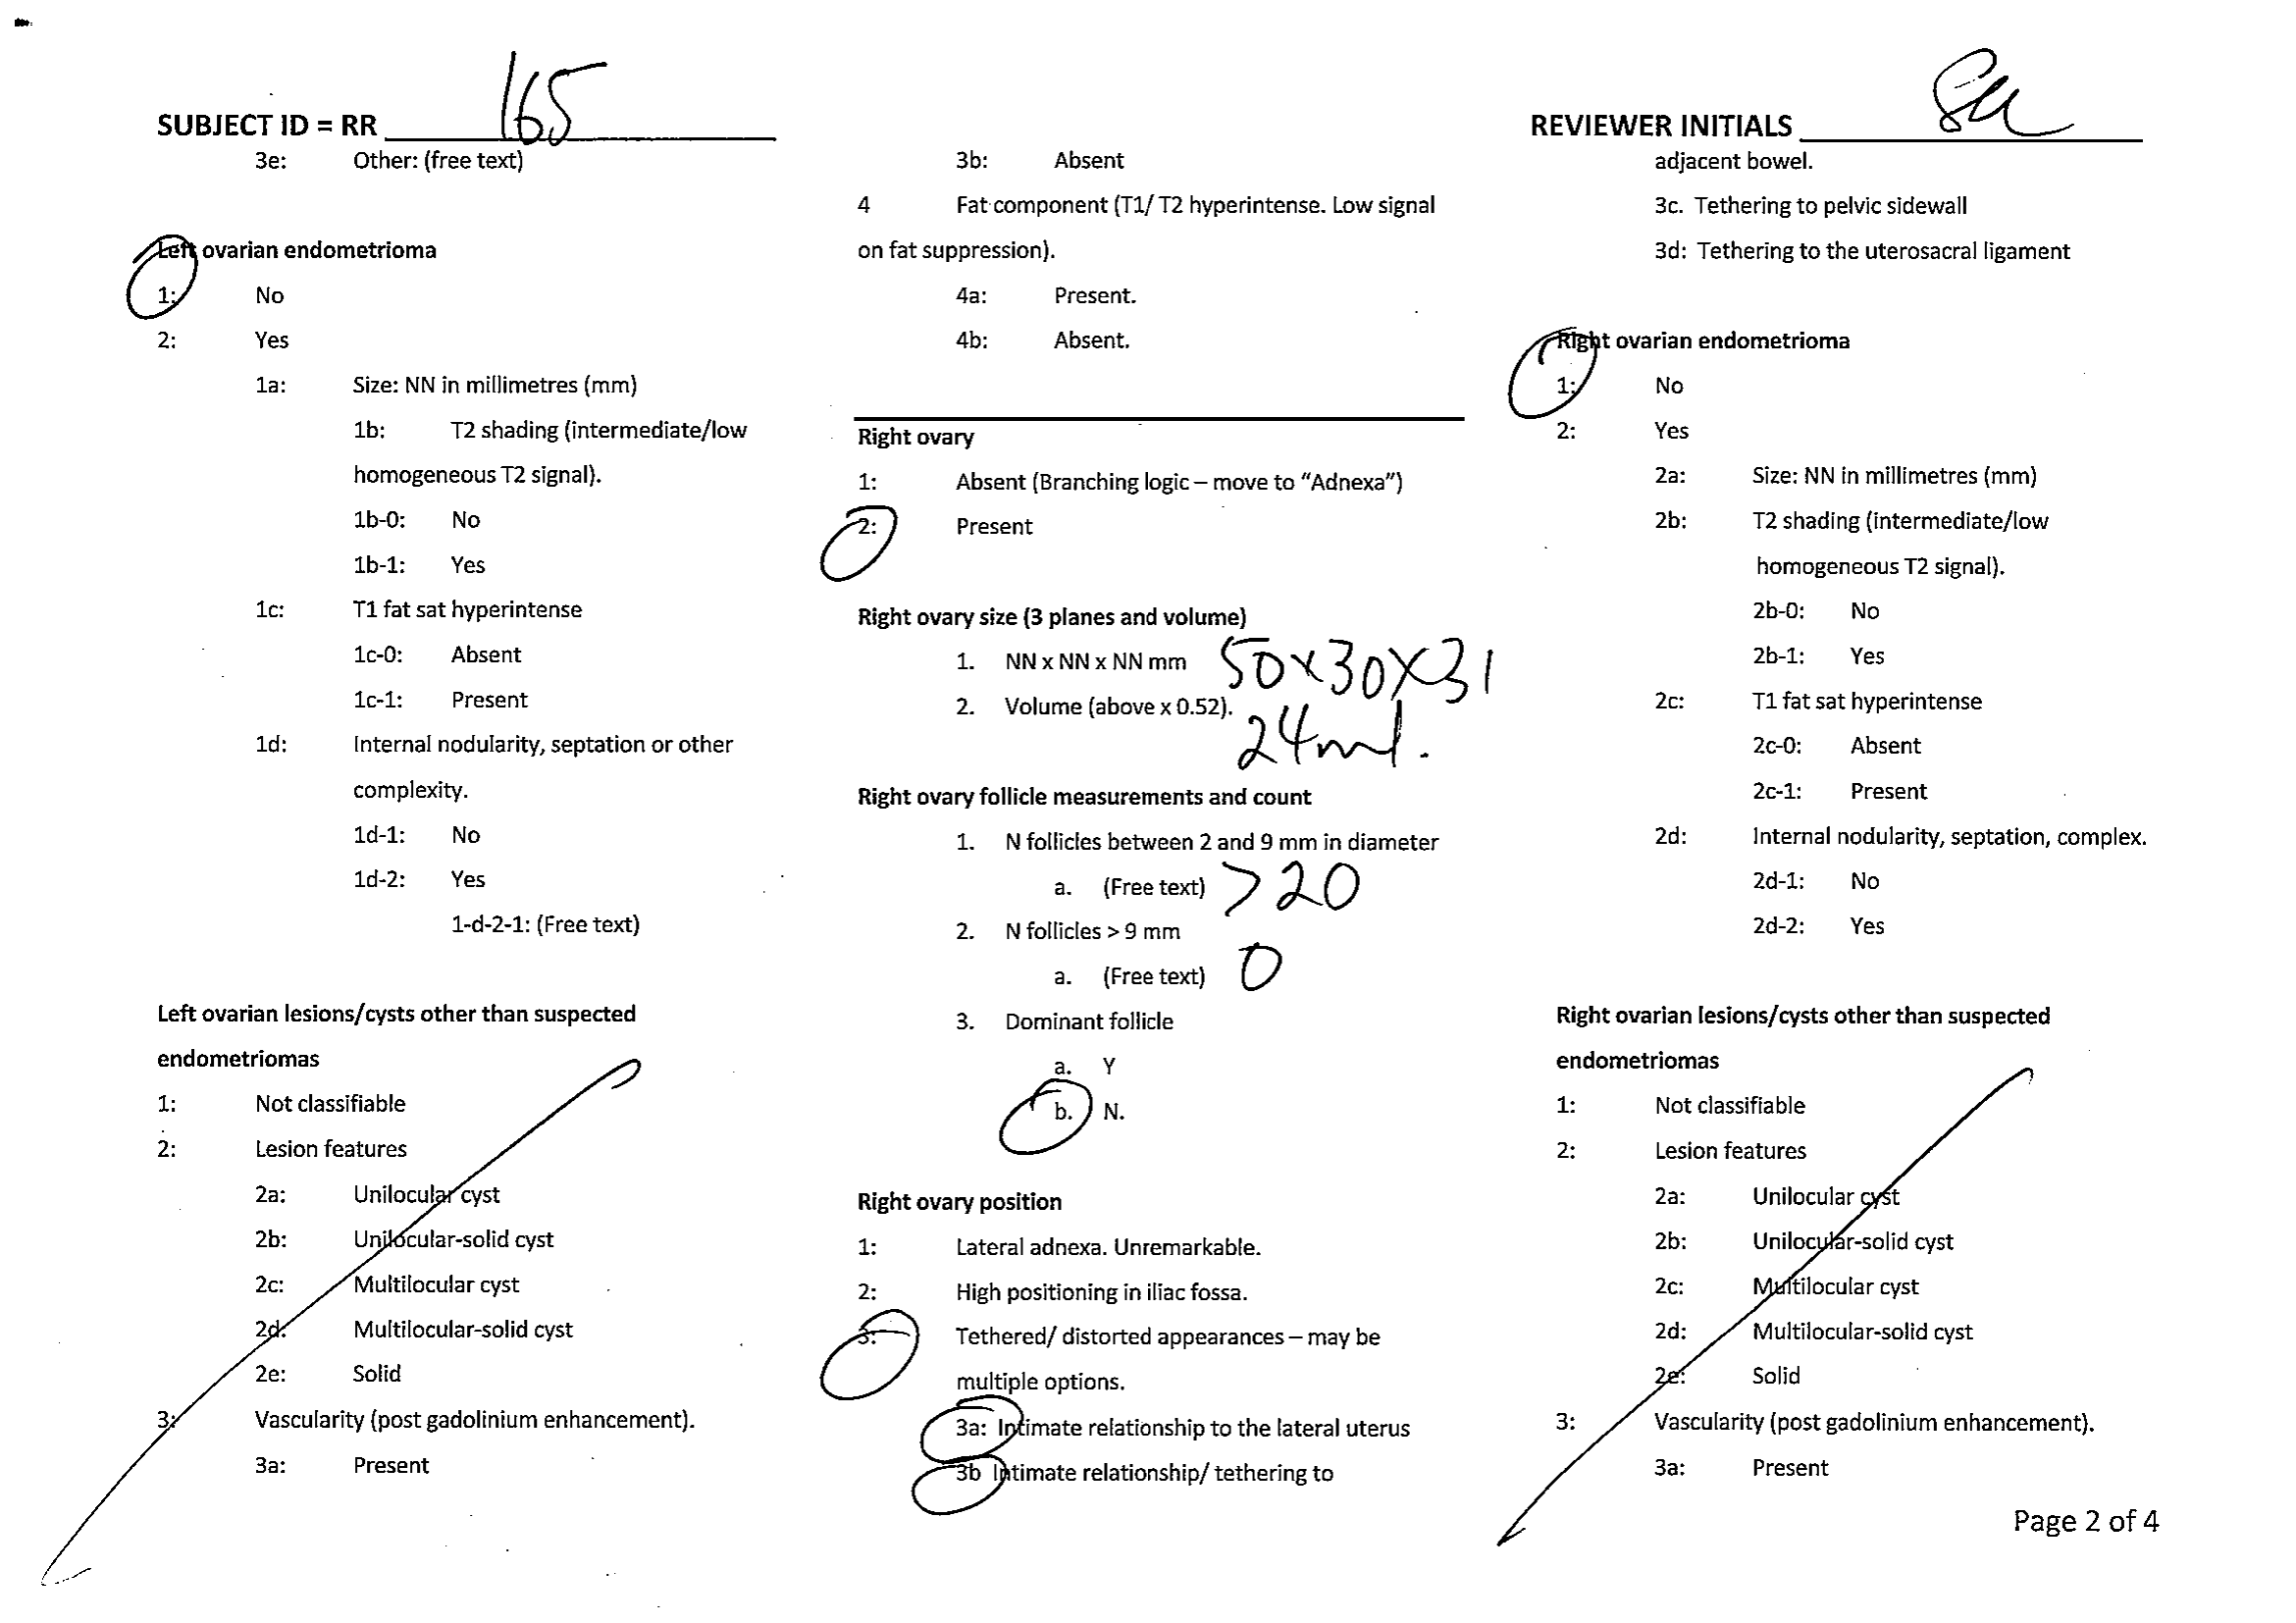 SUBJECT ID = RR 165
3e: Other: (free text)
Left ovarian endometrioma
1: No
2: Yes
1a: Size: NN in millimetres (mm)
1b: T2 shading (intermediate/low
homogeneous T2 signal).
1b-0: No
1b-1: Yes
1c: T1 fat sat hyperintense
1c-0: Absent
1c-1: Present
1d: Internal nodularity, septation or other
complexity.
1d-1: No
1d-2: Yes
1-d-2-1: (Free text)
Left ovarian lesions/cysts other than suspected
endometriomas
1: Not classifiable
2: Lesion features
2a: Unilocular cyst
2b: Unilocular-solid cyst
2c: Multilocular cyst
2d: Multilocular-solid cyst
2e: Solid
3: Vascularity (post gadolinium enhancement).
3a: Present
3b: Absent
4 Fat component (T1/ T2 hyperintense. Low signal
on fat suppression).
4a: Present.
4b: Absent.
Right ovary
1: Absent (Branching logic – move to “Adnexa”)
2: Present
Right ovary size (3 planes and volume)
1. NN x NN x NN mm 50x30x31
2. Volume (above x 0.52).
24ml.
Right ovary follicle measurements and count
1. N follicles between 2 and 9 mm in diameter
a. (Free text) >20
2. N follicles > 9 mm
a. (Free text) 0
3. Dominant follicle
a. Y
b. N.
Right ovary position
1: Lateral adnexa. Unremarkable.
2: High positioning in iliac fossa.
3: Tethered/ distorted appearances – may be
multiple options.
3a: Intimate relationship to the lateral uterus
3b Intimate relationship/ tethering to
REVIEWER INITIALS
adjacent bowel.
3c. Tethering to pelvic sidewall
3d: Tethering to the uterosacral ligament
Right ovarian endometrioma
1: No
2: Yes
2a: Size: NN in millimetres (mm)
2b: T2 shading (intermediate/low
homogeneous T2 signal).
2b-0: No
2b-1: Yes
2c: T1 fat sat hyperintense
2c-0: Absent
2c-1: Present
2d: Internal nodularity, septation, complex.
2d-1: No
2d-2: Yes
Right ovarian lesions/cysts other than suspected
endometriomas
1: Not classifiable
2: Lesion features
2a: Unilocular cyst
2b: Unilocular-solid cyst
2c: Multilocular cyst
2d: Multilocular-solid cyst
2e: Solid
3: Vascularity (post gadolinium enhancement).
3a: Present
Page 2 of 4